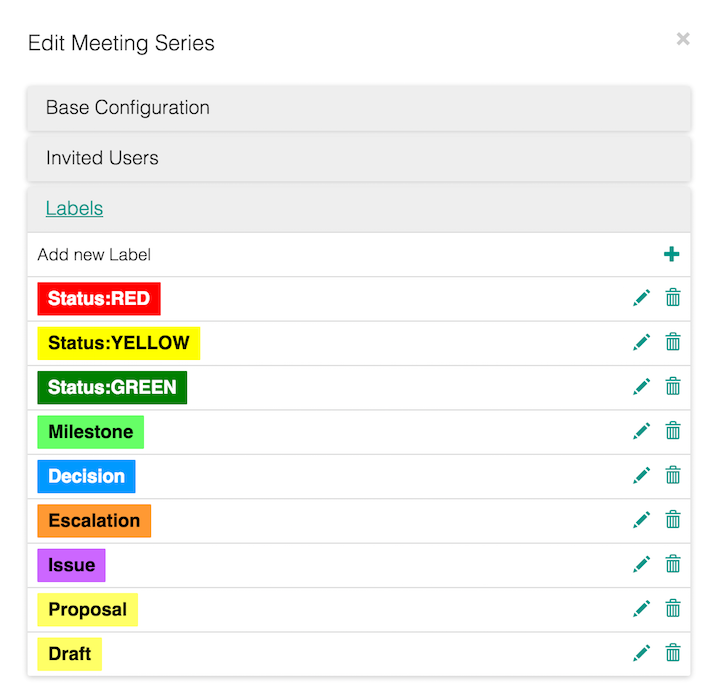 Edit Meeting Series
Base Configuration
Invited Users
Labels
Add new Label
Status:RED
Status:YELLOW
Status:GREEN
Milestone
Decision
Escalation
Issue
Proposal
Draft